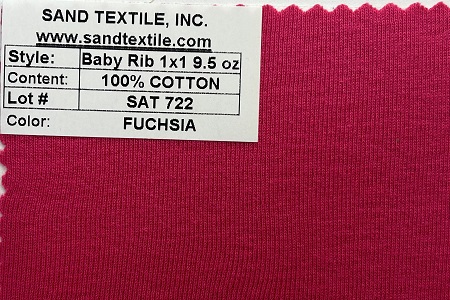 SAND TEXTILE, INC.
www.sandtextile.com
Style: Baby Rib 1x1 9.5 oz
Content: 100% COTTON
Lot # SAT 722
Color: FUCHSIA